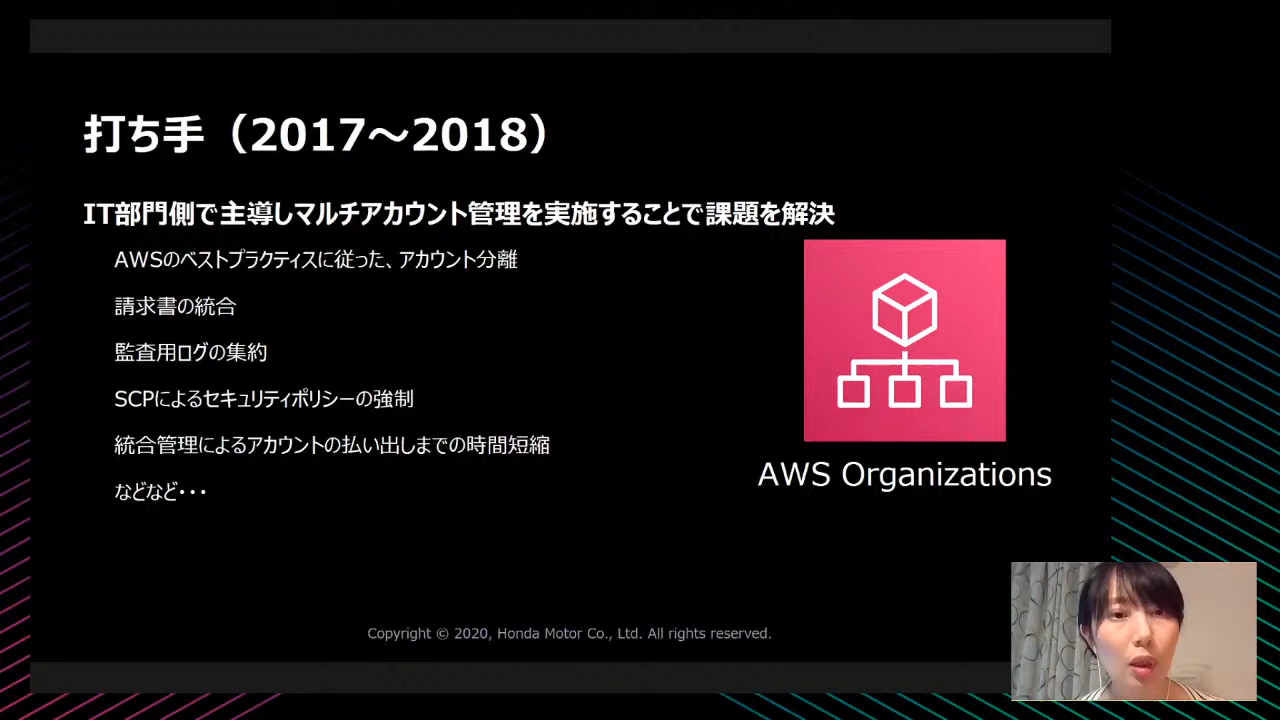 打ち手（2017～2018）
IT部門側で主導しマルチアカウント管理を実施することで課題を解決
AWSのベストプラクティスに従った、アカウント分離
請求書の統合
監査用ログの集約
SCPによるセキュリティポリシーの強制
統合管理によるアカウントの払い出しまでの時間短縮
などなど・・・
AWS Organizations
Copyright © 2020, Honda Motor Co., Ltd. All rights reserved.